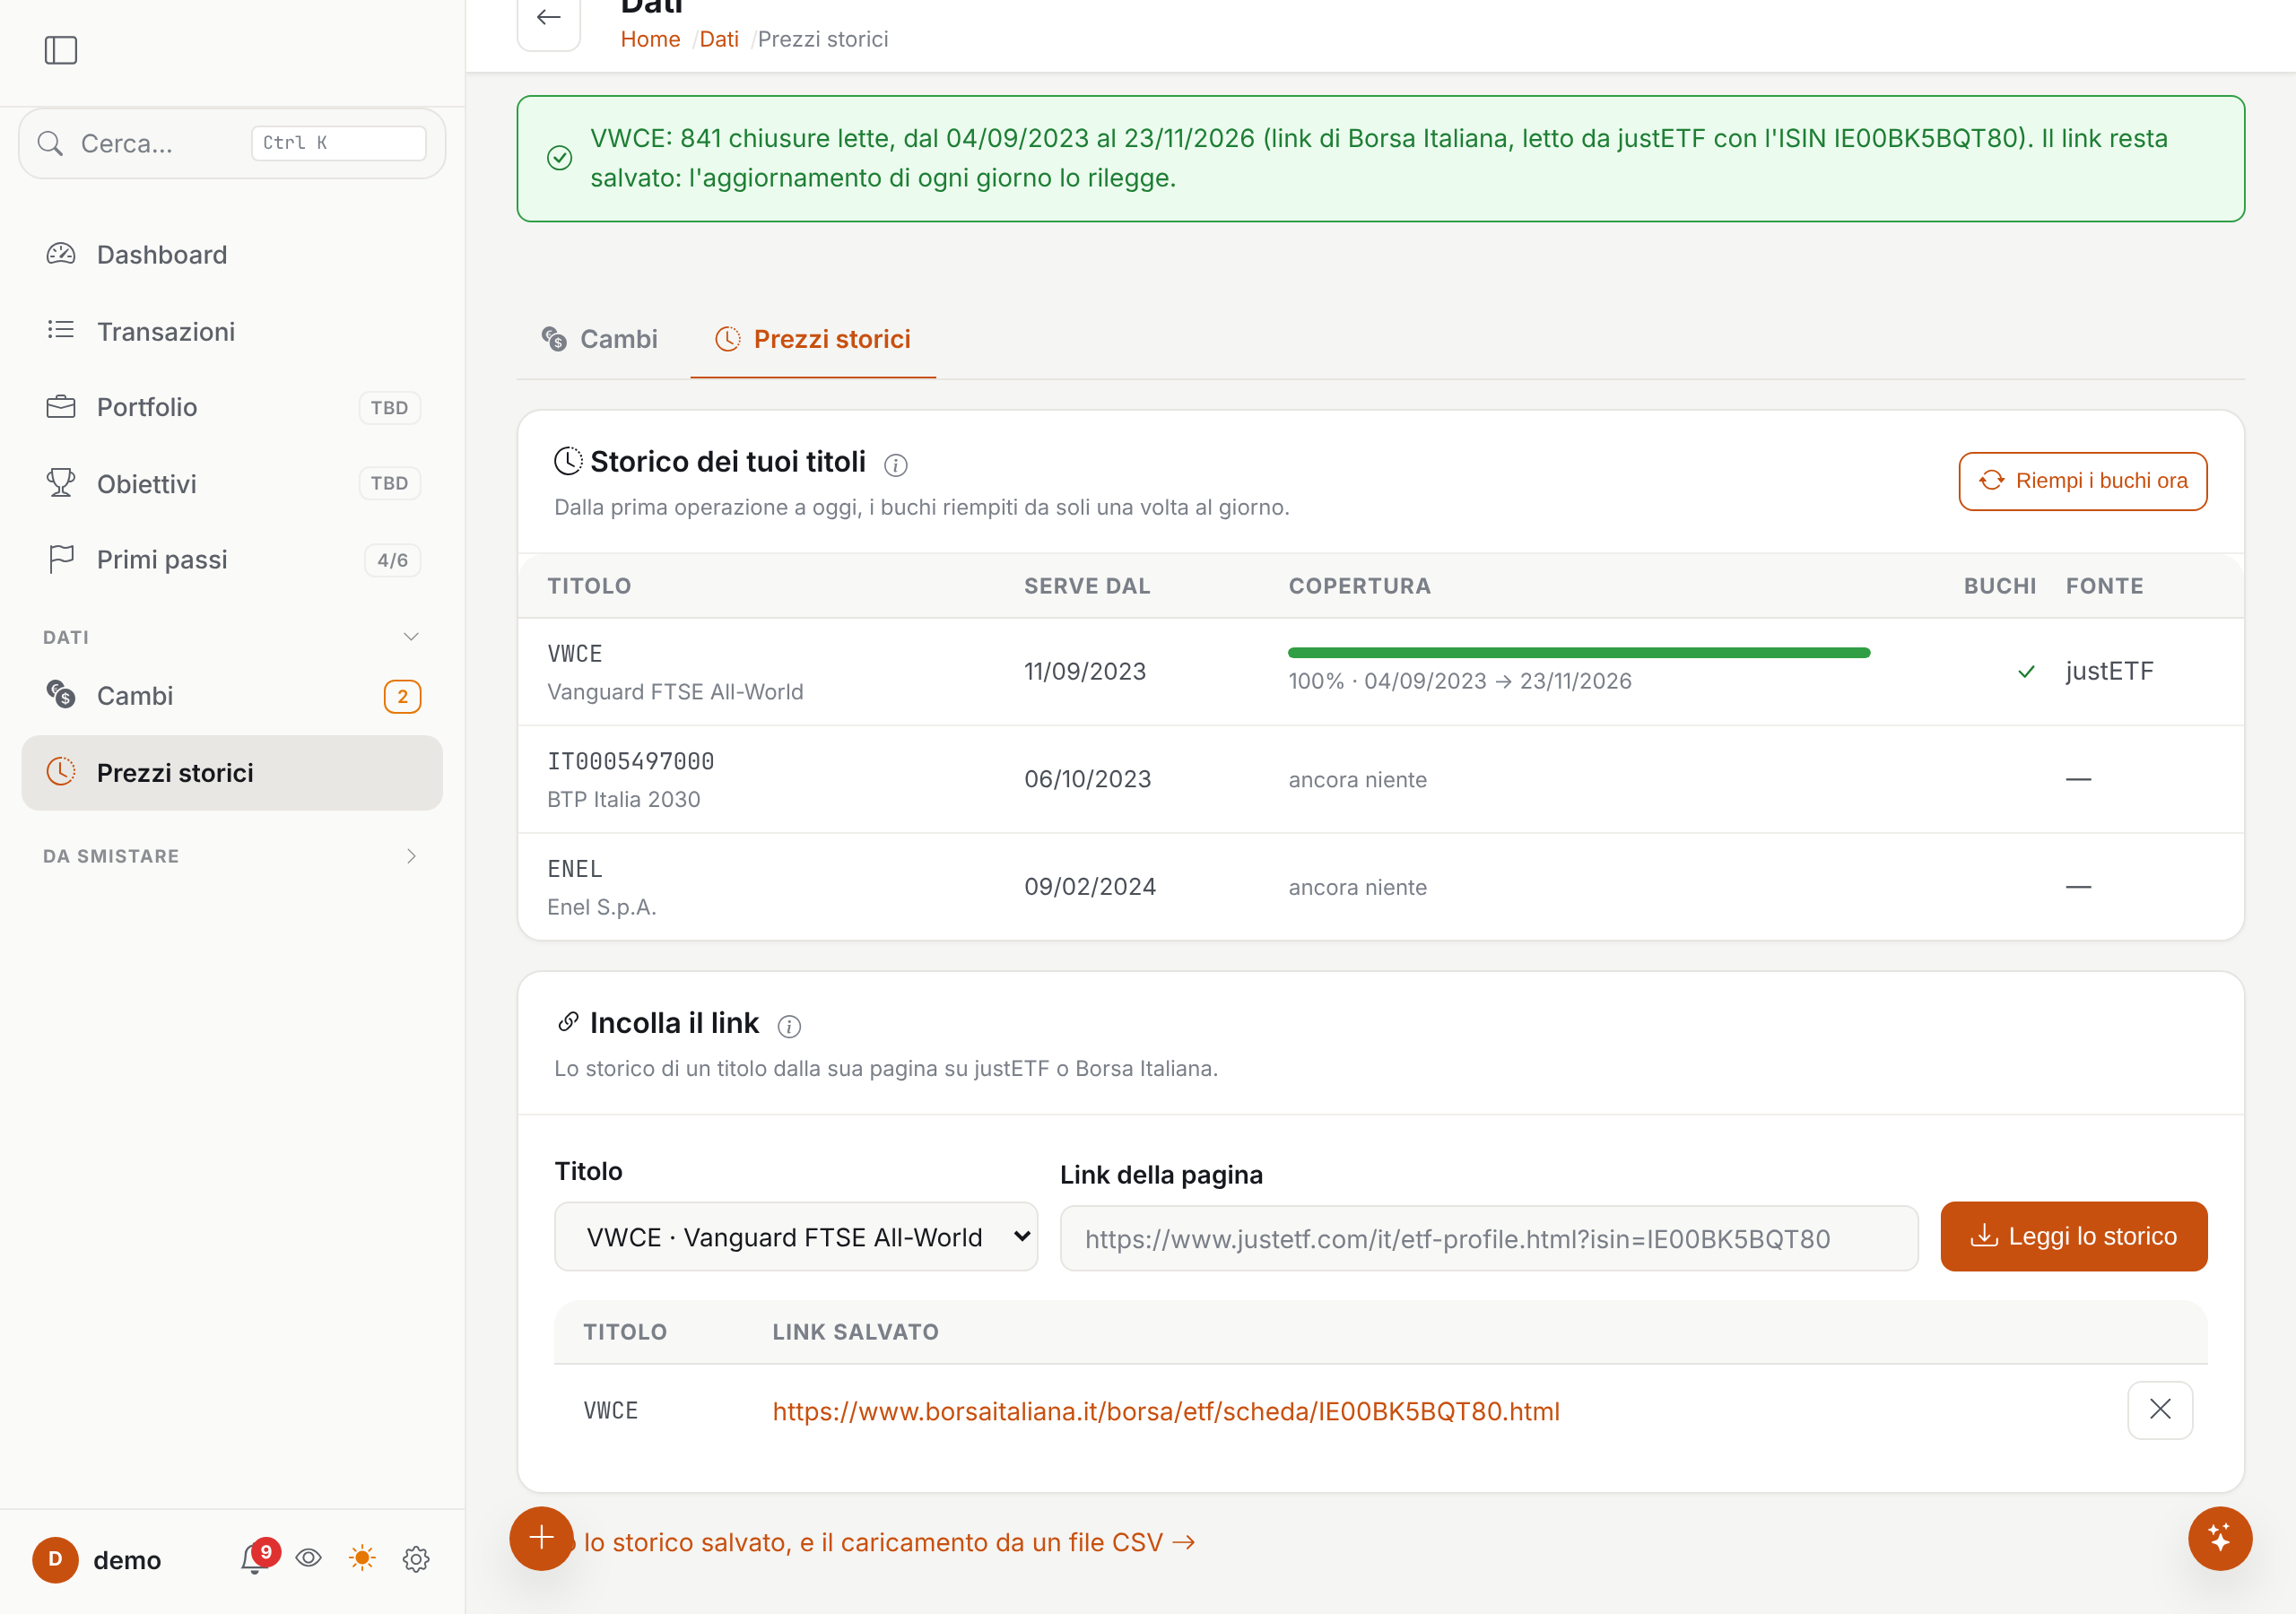 Dati
Home / Dati / Prezzi storici
Cerca... Ctrl K
Dashboard
Transazioni
Portfolio TBD
Obiettivi TBD
Primi passi 4/6
DATI
Cambi 2
Prezzi storici
DA SMISTARE
D demo 9
VWCE: 841 chiusure lette, dal 04/09/2023 al 23/11/2026 (link di Borsa Italiana, letto da justETF con l'ISIN IE00BK5BQT80). Il link resta
salvato: l'aggiornamento di ogni giorno lo rilegge.
Cambi Prezzi storici
Storico dei tuoi titoli
Dalla prima operazione a oggi, i buchi riempiti da soli una volta al giorno.
Riempi i buchi ora
TITOLO SERVE DAL COPERTURA BUCHI FONTE
VWCE
Vanguard FTSE All-World
11/09/2023
100% · 04/09/2023 → 23/11/2026
justETF
IT0005497000
BTP Italia 2030
06/10/2023
ancora niente
—
ENEL
Enel S.p.A.
09/02/2024
ancora niente
—
Incolla il link
Lo storico di un titolo dalla sua pagina su justETF o Borsa Italiana.
Titolo
VWCE · Vanguard FTSE All-World
Link della pagina
https://www.justetf.com/it/etf-profile.html?isin=IE00BK5BQT80
Leggi lo storico
TITOLO LINK SALVATO
VWCE https://www.borsaitaliana.it/borsa/etf/scheda/IE00BK5BQT80.html
lo storico salvato, e il caricamento da un file CSV →